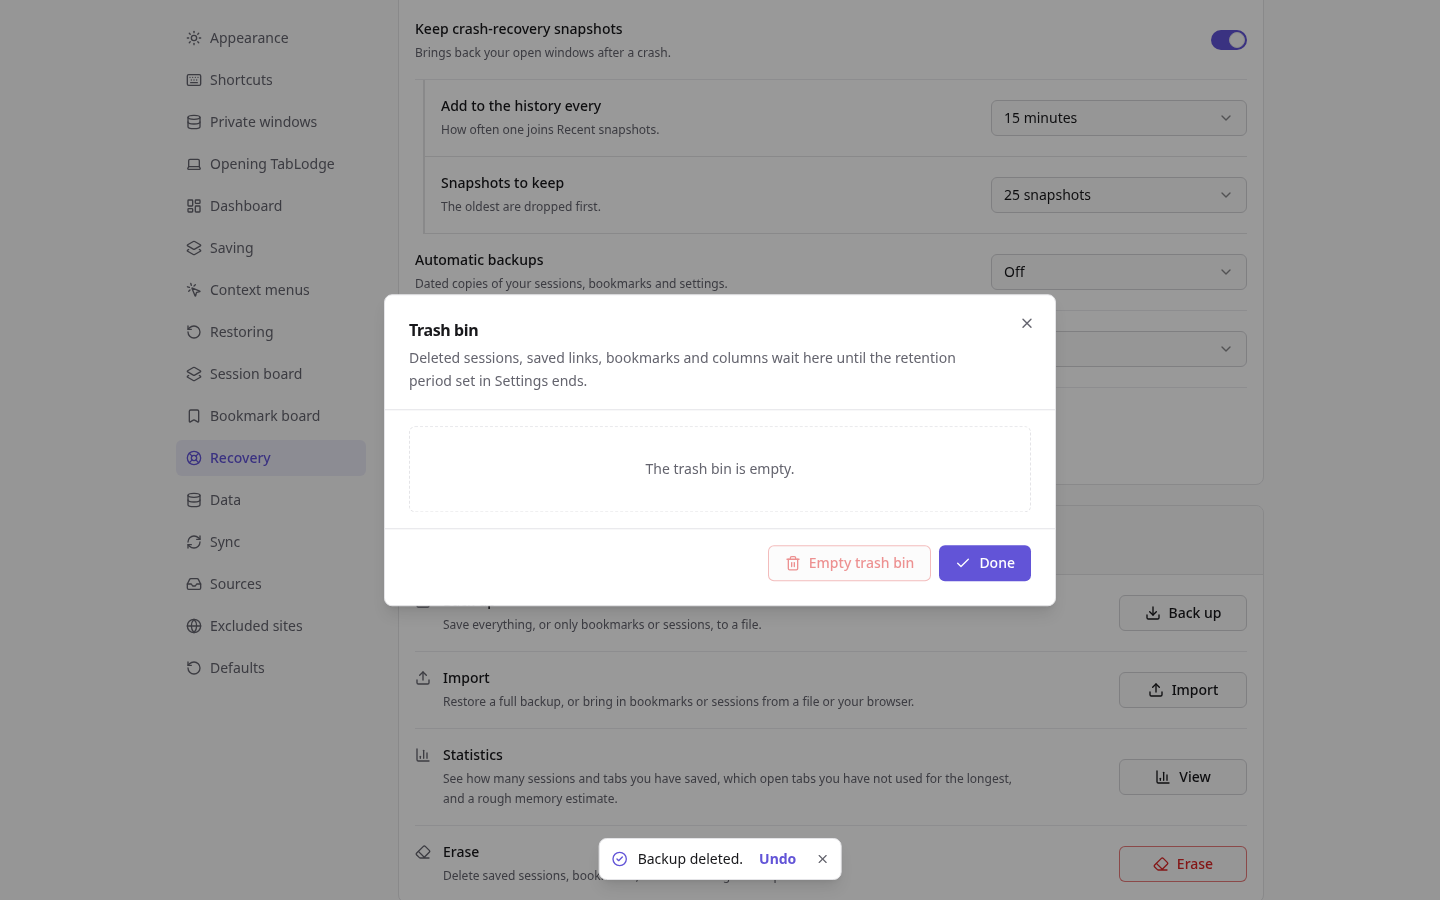 Appearance
Shortcuts
Private windows
Opening TabLodge
Dashboard
Saving
Context menus
Restoring
Session board
Bookmark board
Recovery
Data
Sync
Sources
Excluded sites
Defaults
Keep crash-recovery snapshots
Brings back your open windows after a crash.
Add to the history every
How often one joins Recent snapshots.
15 minutes
Snapshots to keep
The oldest are dropped first.
25 snapshots
Automatic backups
Dated copies of your sessions, bookmarks and settings.
Off
Trash bin
Deleted sessions, saved links, bookmarks and columns wait here until the retention
period set in Settings ends.
The trash bin is empty.
Empty trash bin
Done
Save everything, or only bookmarks or sessions, to a file.
Back up
Import
Restore a full backup, or bring in bookmarks or sessions from a file or your browser.
Import
Statistics
See how many sessions and tabs you have saved, which open tabs you have not used for the longest,
and a rough memory estimate.
View
Erase
Delete saved sessions,
Erase
Backup deleted.
Undo